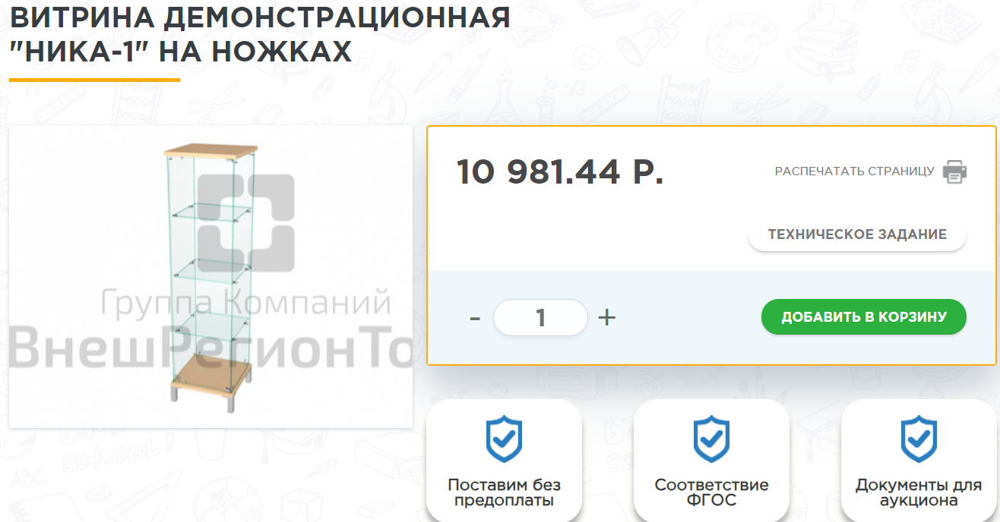 ВИТРИНА ДЕМОНСТРАЦИОННАЯ
"НИКА-1" НА НОЖКАХ
10 981.44 Р.
РАСПЕЧАТАТЬ СТРАНИЦУ
ТЕХНИЧЕСКОЕ ЗАДАНИЕ
- 1 +
ДОБАВИТЬ В КОРЗИНУ
Группа Компаний
ВнешРегионТо
Поставим без
предоплаты
Соответствие
ФГОС
Документы для
аукциона